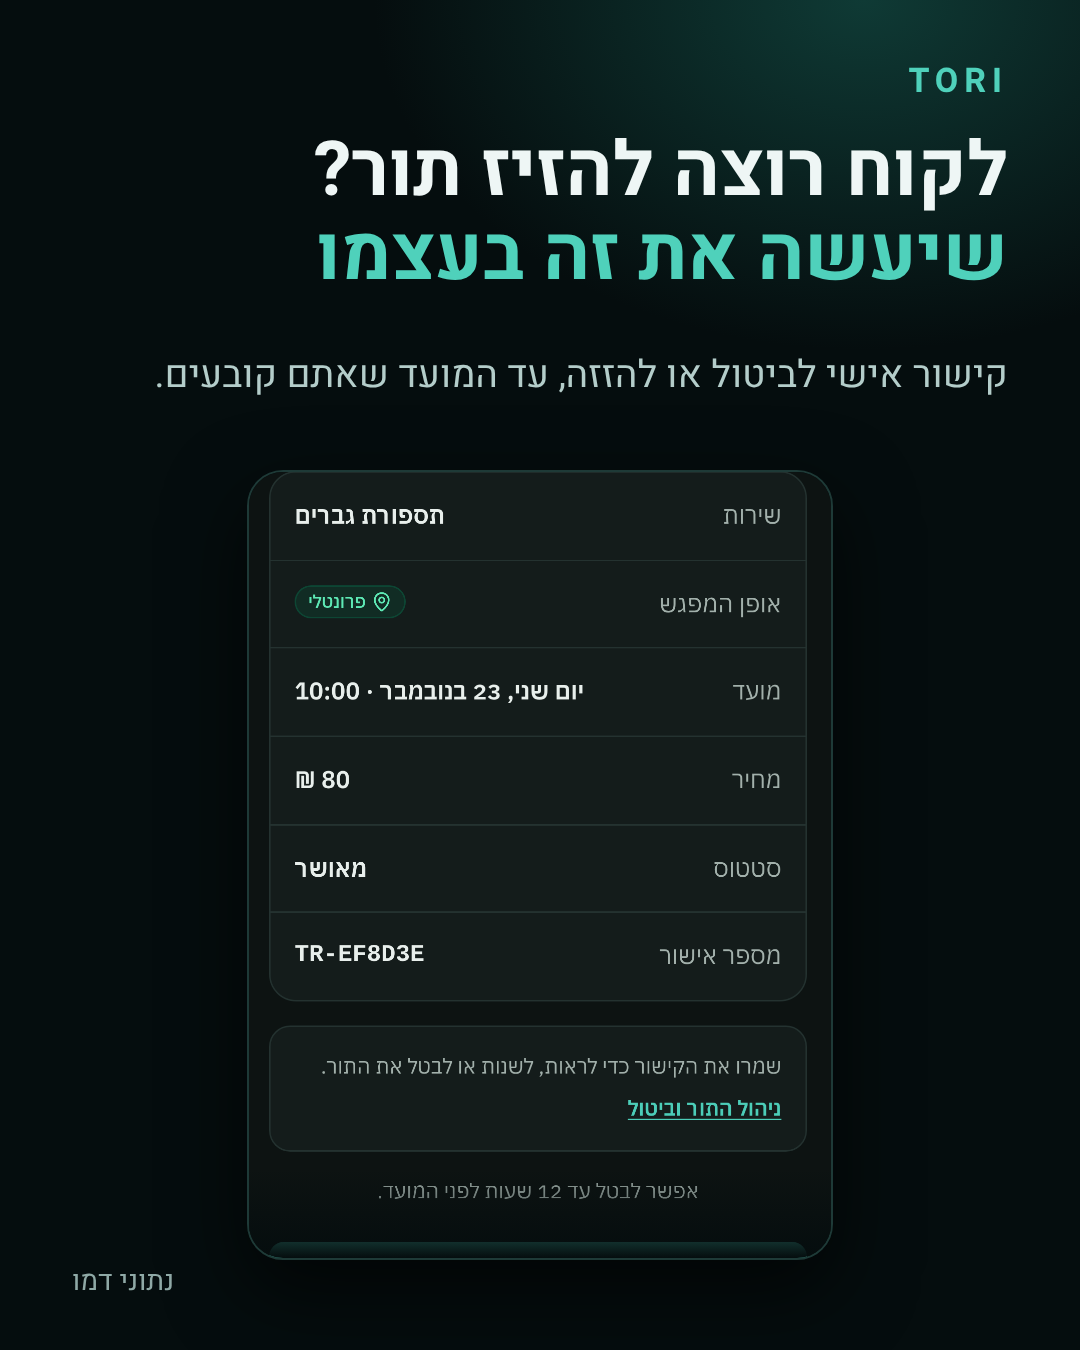 TORI
לקוח רוצה להזיז תור?
שיעשה את זה בעצמו
קישור אישי לביטול או להזזה, עד המועד שאתם קובעים.
שירות תספורת גברים
אופן המפגש פרונטלי
מועד יום שני, 23 בנובמבר · 10:00
מחיר 80 ₪
סטטוס מאושר
מספר אישור TR-EF8D3E
שמרו את הקישור כדי לראות, לשנות או לבטל את התור.
ניהול התור וביטול
אפשר לבטל עד 12 שעות לפני המועד.
נתוני דמו